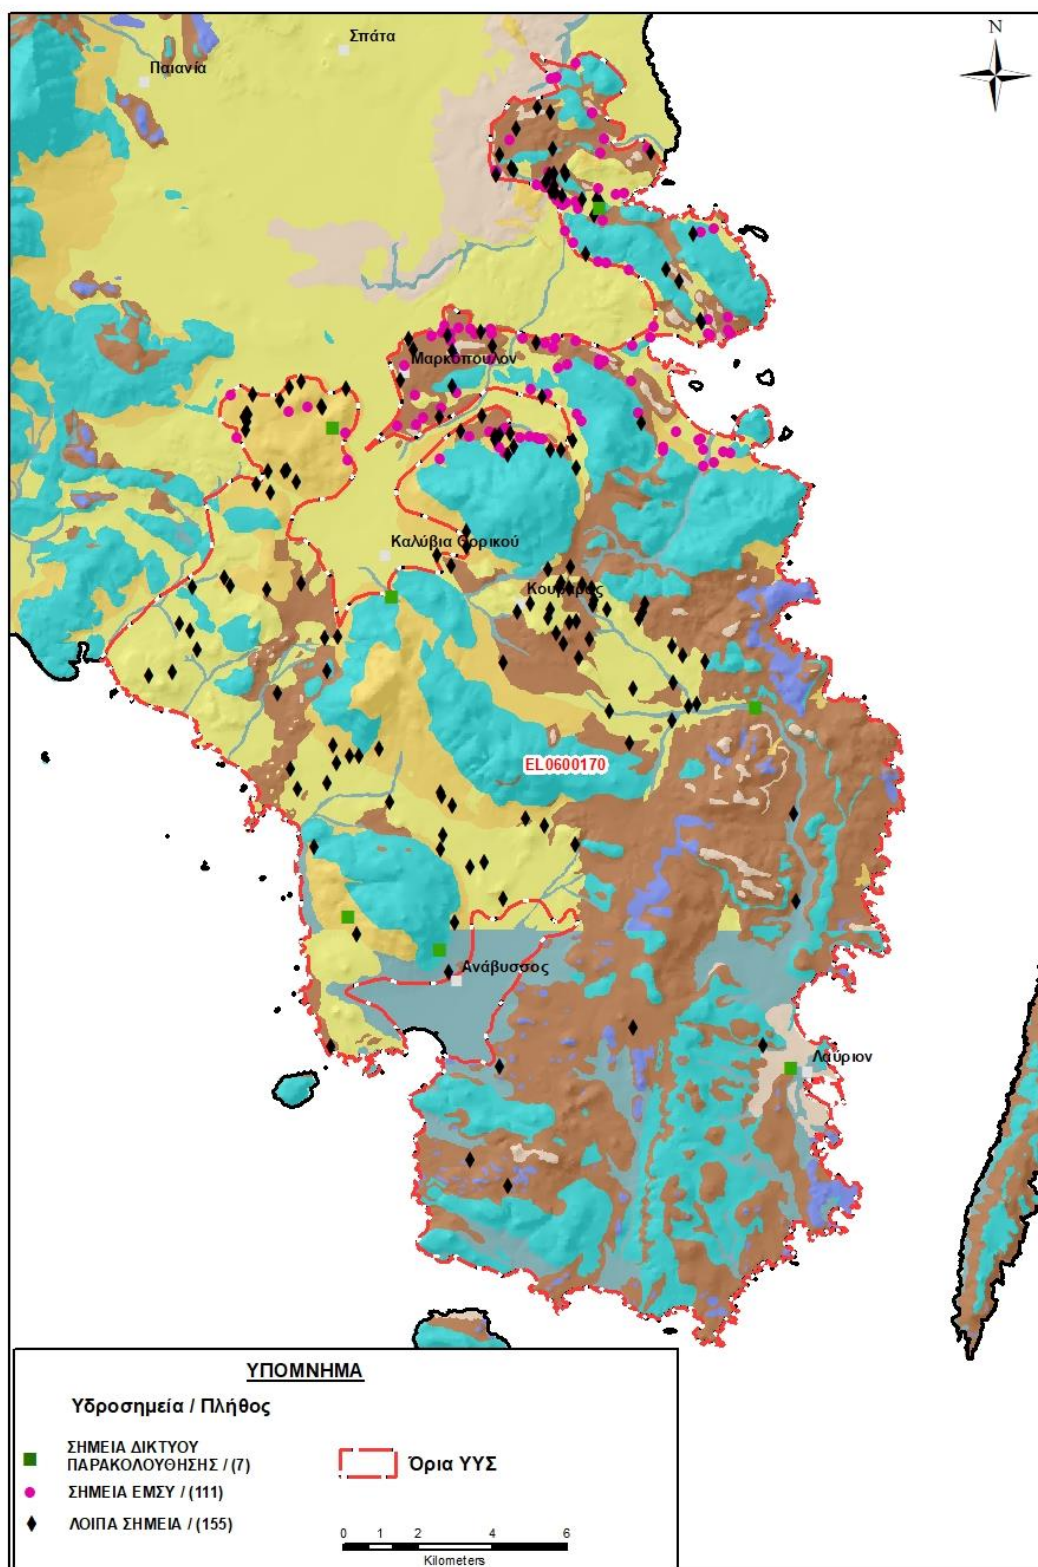 Σπάτα
N
Παιανία
Μαρκόπουλον
Καλύβια Θορικού
Κουβαράς
EL0600170
Ανάβυσσος
Λαύριον
ΥΠΟΜΝΗΜΑ
Υδροσημεία / Πλήθος
ΣΗΜΕΙΑ ΔΙΚΤΥΟΥ
ΠΑΡΑΚΟΛΟΥΘΗΣΗΣ / (7)
Όρια ΥΥΣ
ΣΗΜΕΙΑ ΕΜΣΥ / (111)
ΛΟΙΠΑ ΣΗΜΕΙΑ / (155)
0 1 2 4 6
Kilometers